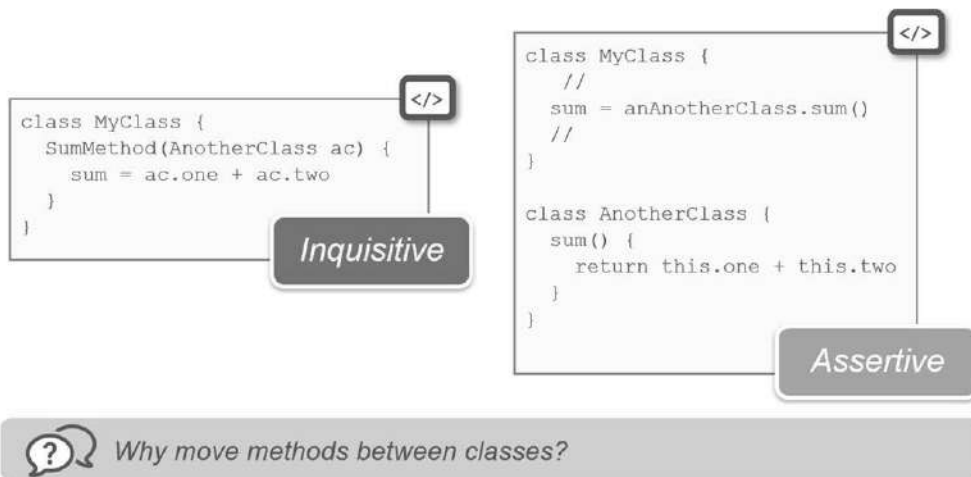 </>
class MyClass {
SumMethod(AnotherClass ac) {
sum = ac.one + ac.two
}
}
Inquisitive
</>
class MyClass {
//
sum = anAnotherClass.sum()
//
}
class AnotherClass {
sum() {
return this.one + this.two
}
}
Assertive
? Why move methods between classes?